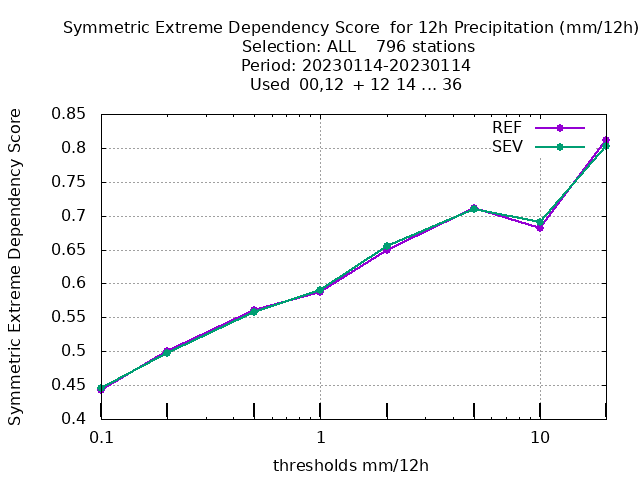 Symmetric Extreme Dependency Score  for 12h Precipitation (mm/12h)
Selection: ALL    796 stations
Period: 20230114-20230114
Used  00,12  + 12 14 ... 36
REF
SEV
Symmetric Extreme Dependency Score
0.85
0.8
0.75
0.7
0.65
0.6
0.55
0.5
0.45
0.4
0.1
1
10
thresholds mm/12h